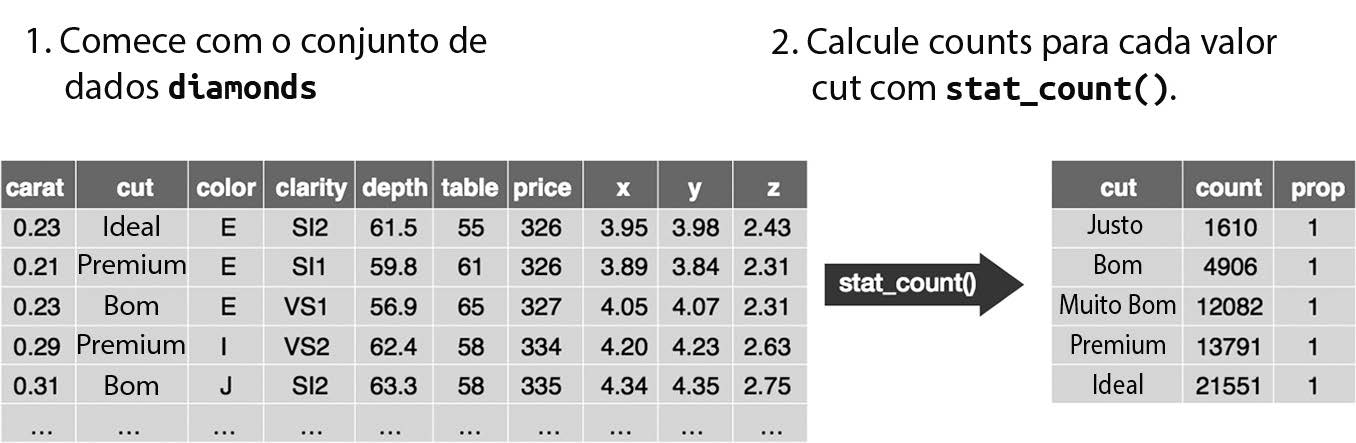 1. Comece com o conjunto de
dados diamonds
2. Calcule counts para cada valor
cut com stat_count().
carat cut color clarity depth table price x y z
0.23 Ideal E SI2 61.5 55 326 3.95 3.98 2.43
0.21 Premium E SI1 59.8 61 326 3.89 3.84 2.31
0.23 Bom E VS1 56.9 65 327 4.05 4.07 2.31
0.29 Premium I VS2 62.4 58 334 4.20 4.23 2.63
0.31 Bom J SI2 63.3 58 335 4.34 4.35 2.75
... ... ... ... ... ... ... ... ... ...
stat_count()
cut count prop
Justo 1610 1
Bom 4906 1
Muito Bom 12082 1
Premium 13791 1
Ideal 21551 1